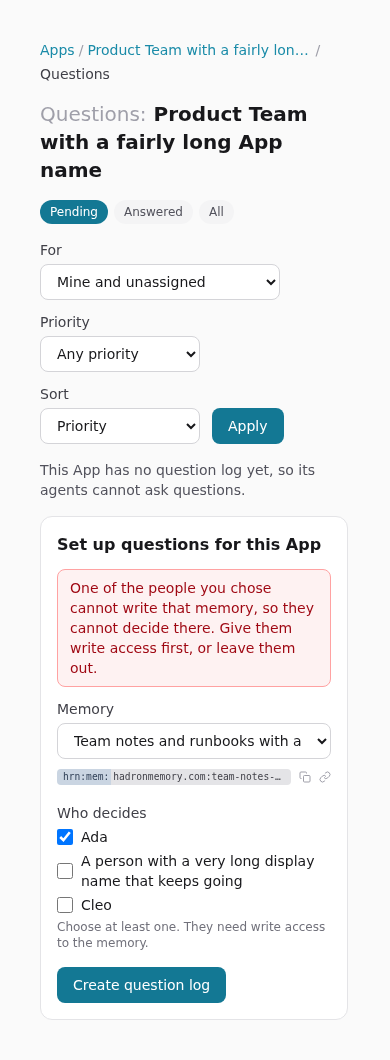 Apps / Product Team with a fairly lon… /
Questions
Questions: Product Team
with a fairly long App
name
Pending Answered All
For
Mine and unassigned
Priority
Any priority
Sort
Priority Apply
This App has no question log yet, so its
agents cannot ask questions.
Set up questions for this App
One of the people you chose
cannot write that memory, so they
cannot decide there. Give them
write access first, or leave them
out.
Memory
Team notes and runbooks with a
hrn:mem: hadronmemory.com:team-notes-…
Who decides
Ada
A person with a very long display
name that keeps going
Cleo
Choose at least one. They need write access
to the memory.
Create question log